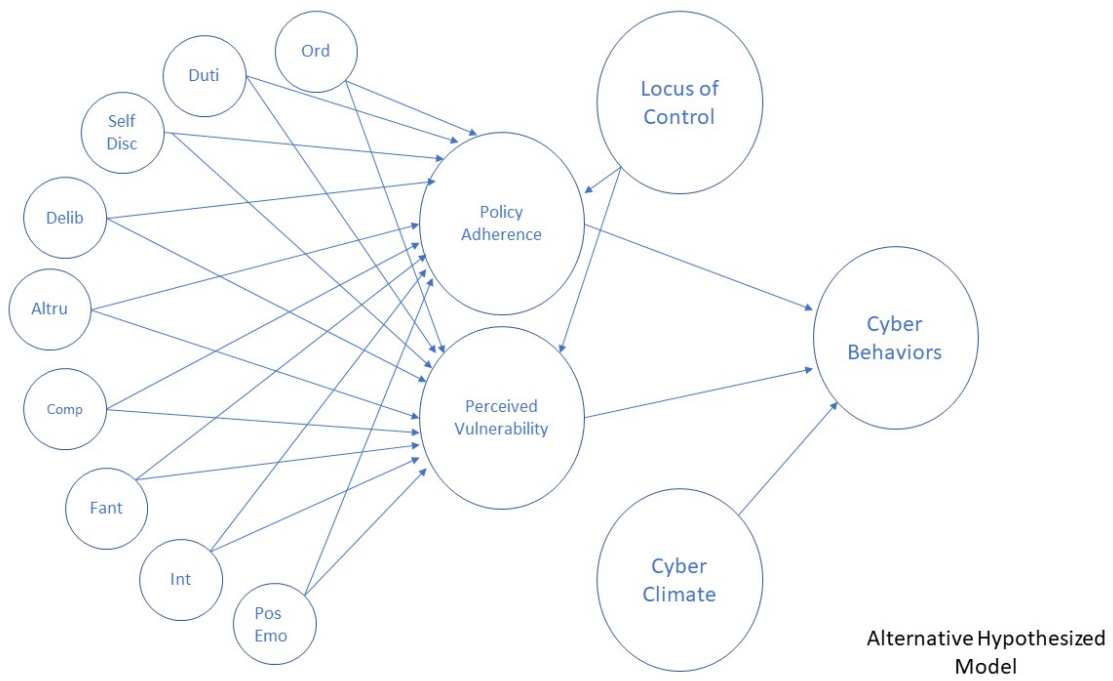 Ord
Duti
Self
Disc
Delib
Altru
Comp
Fant
Int
Pos
Emo
Policy
Adherence
Perceived
Vulnerability
Locus of
Control
Cyber
Behaviors
Cyber
Climate
Alternative Hypothesized
Model